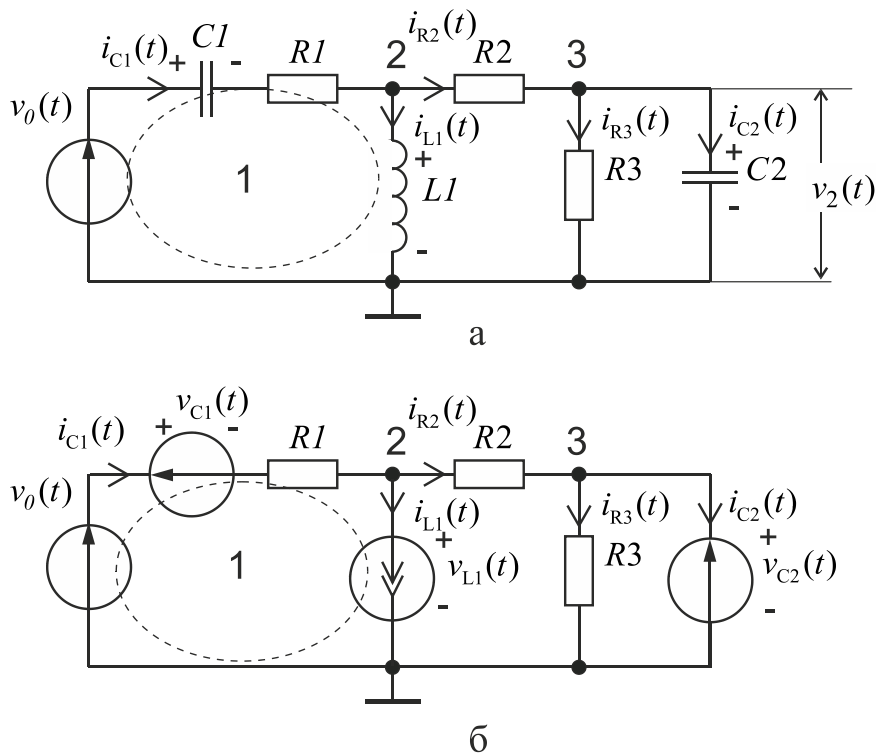 i_C1(t) + C1 - R1 2 i_R2(t) R2 3
v_0(t) i_L1(t) i_R3(t) i_C2(t)
1 + L1 - R3 + C2 - v_2(t)
а
i_C1(t) + v_C1(t) - R1 2 i_R2(t) R2 3
v_0(t) i_L1(t) i_R3(t) i_C2(t)
1 + v_L1(t) - R3 + v_C2(t) -
б